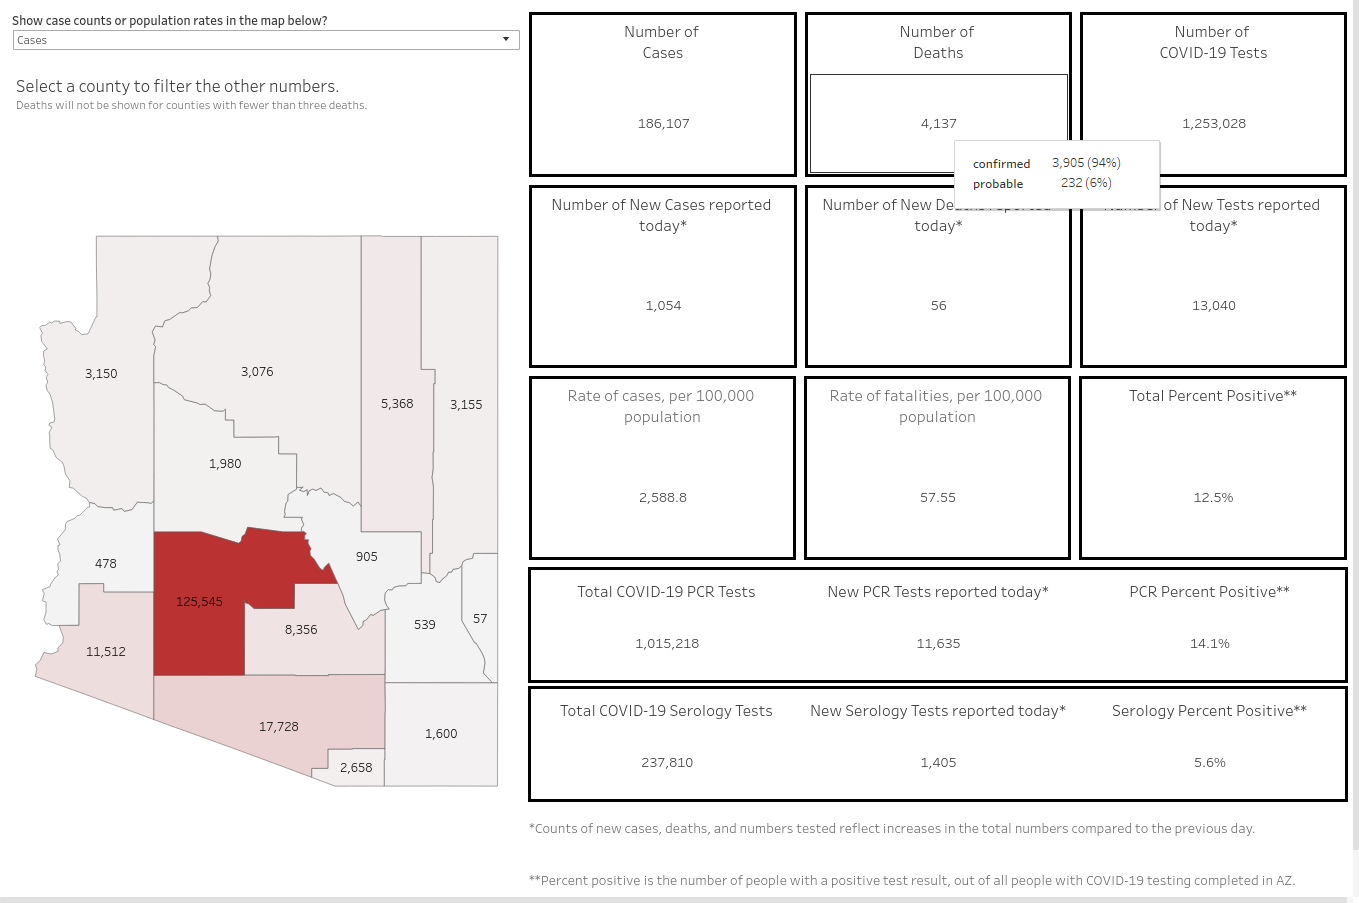 Show case counts or population rates in the map below?
Cases
Select a county to filter the other numbers.
Deaths will not be shown for counties with fewer than three deaths.
3,150
3,076
5,368
3,155
1,980
478
905
125,545
8,356
539
57
11,512
17,728
1,600
2,658
Number of
Cases
186,107
Number of
Deaths
4,137
Number of
COVID-19 Tests
1,253,028
confirmed 3,905 (94%)
probable 232 (6%)
Number of New Cases reported
today*
1,054
Number of New
today*
56
of New Tests reported
today*
13,040
Rate of cases, per 100,000
population
2,588.8
Rate of fatalities, per 100,000
population
57.55
Total Percent Positive**
12.5%
Total COVID-19 PCR Tests
1,015,218
New PCR Tests reported today*
11,635
PCR Percent Positive**
14.1%
Total COVID-19 Serology Tests
237,810
New Serology Tests reported today*
1,405
Serology Percent Positive**
5.6%
*Counts of new cases, deaths, and numbers tested reflect increases in the total numbers compared to the previous day.
**Percent positive is the number of people with a positive test result, out of all people with COVID-19 testing completed in AZ.